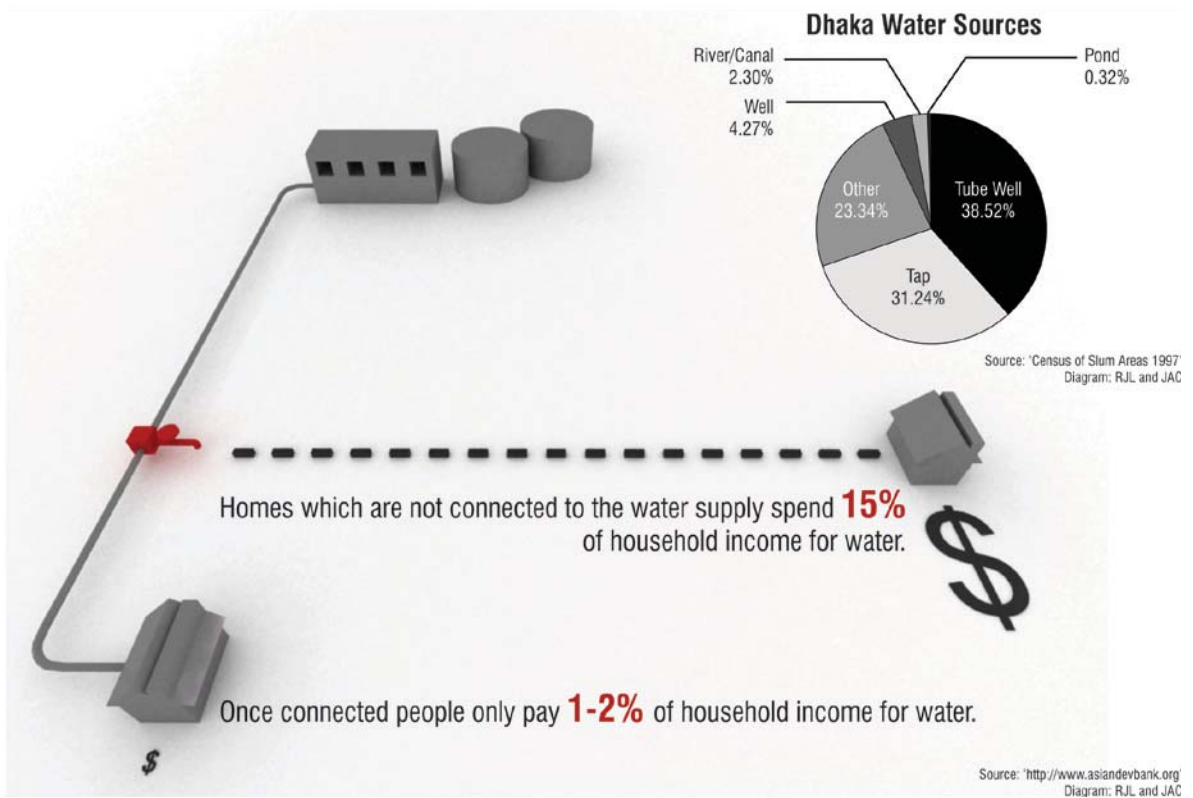 Dhaka Water Sources
River/Canal
2.30%
Pond
0.32%
Well
4.27%
Other
23.34%
Tube Well
38.52%
Tap
31.24%
Source: 'Census of Slum Areas 1997'
Diagram: RJL and JAC
Homes which are not connected to the water supply spend 15%
of household income for water.
$
Once connected people only pay 1-2% of household income for water.
$
Source: 'http://www.asiandevbank.org'
Diagram: RJL and JAC